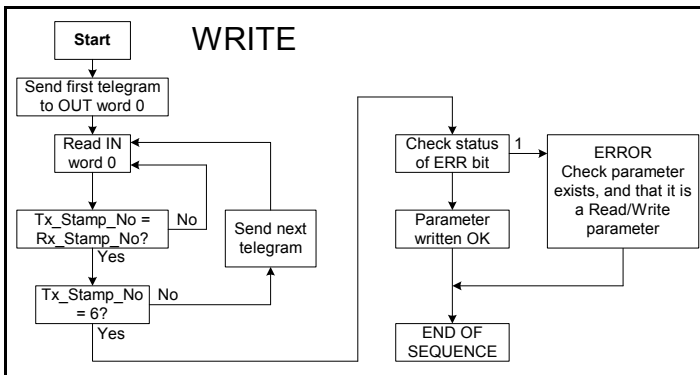 WRITE
Start
Send first telegram
to OUT word 0
Read IN
word 0
Tx_Stamp_No =
Rx_Stamp_No?
No
Yes
Send next
telegram
Tx_Stamp_No
= 6?
No
Yes
Check status
of ERR bit
1
ERROR
Check parameter
exists, and that it is
a Read/Write
parameter
Parameter
written OK
END OF
SEQUENCE